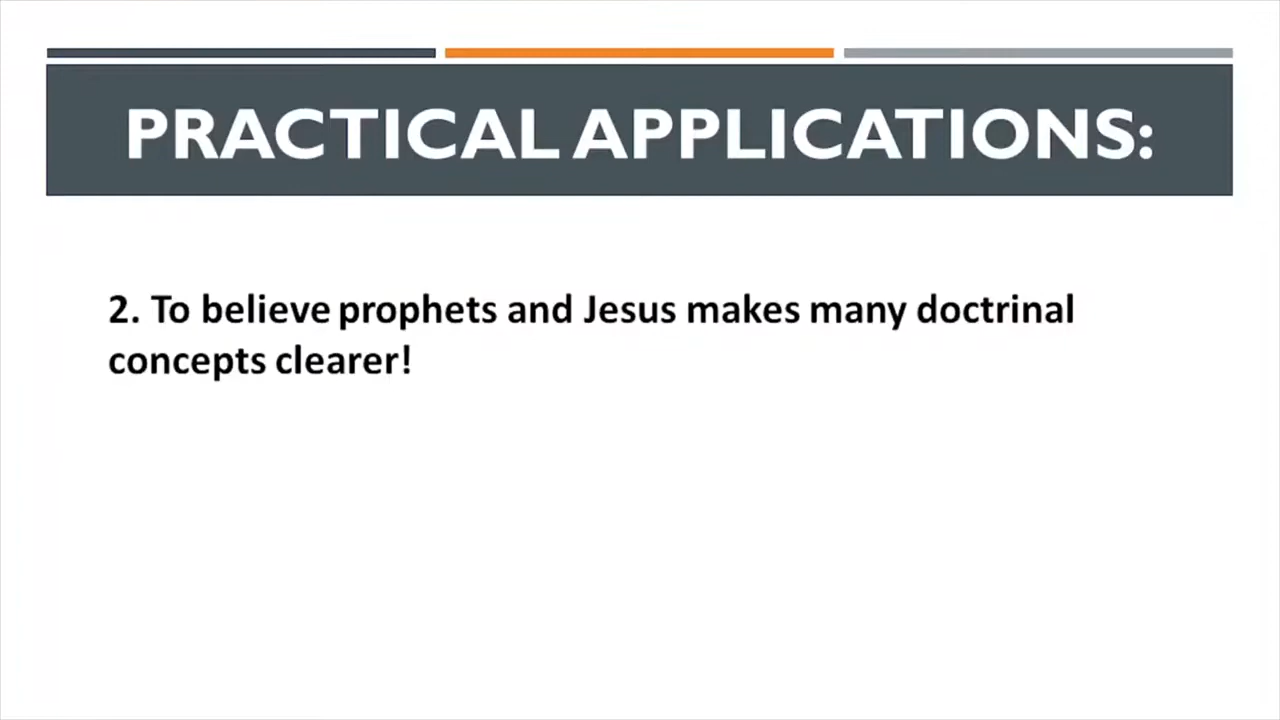 PRACTICAL APPLICATIONS:
2. To believe prophets and Jesus makes many doctrinal
concepts clearer!